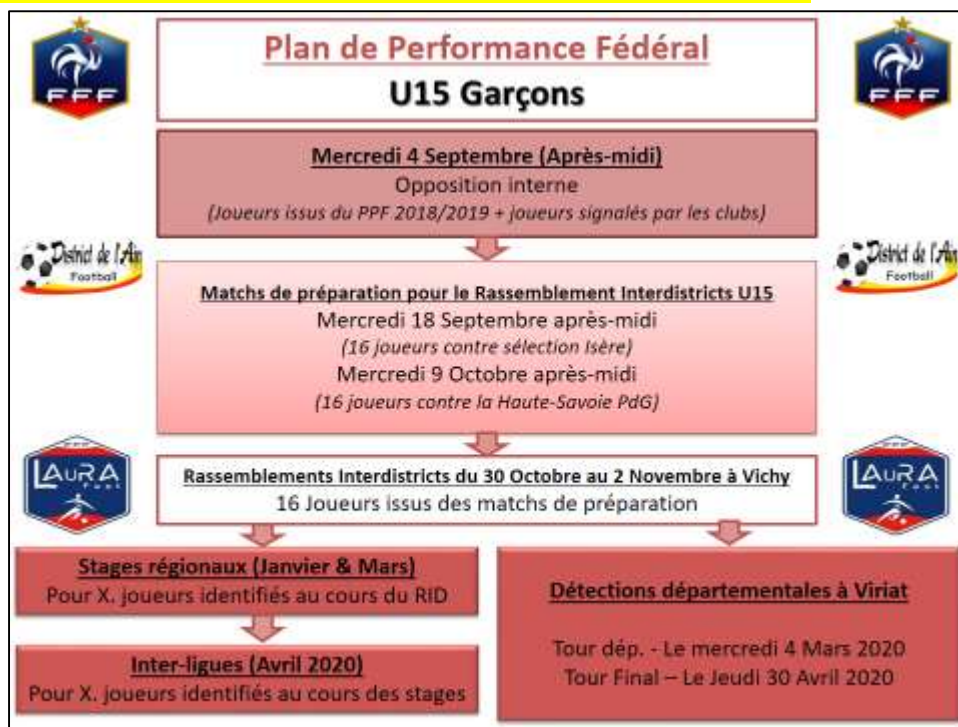 FFF
Plan de Performance Fédéral
FFF
U15 Garçons
Mercredi 4 Septembre (Après-midi)
Opposition interne
(Joueurs issus du PPF 2018/2019 + joueurs signalés par les clubs)
District de l'Ain
Football
District de l'Ain
Football
Matchs de préparation pour le Rassemblement Interdistricts U15
Mercredi 18 Septembre après-midi
(16 joueurs contre sélection Isère)
Mercredi 9 Octobre après-midi
(16 joueurs contre la Haute-Savoie PdG)
FFF
LAuRA
Foot
FFF
LAuRA
Foot
Rassemblements Interdistricts du 30 Octobre au 2 Novembre à Vichy
16 Joueurs issus des matchs de préparation
Stages régionaux (Janvier & Mars)
Pour X. joueurs identifiés au cours du RID
Inter-ligues (Avril 2020)
Pour X. joueurs identifiés au cours des stages
Détections départementales à Viriat
Tour dép. - Le mercredi 4 Mars 2020
Tour Final – Le Jeudi 30 Avril 2020